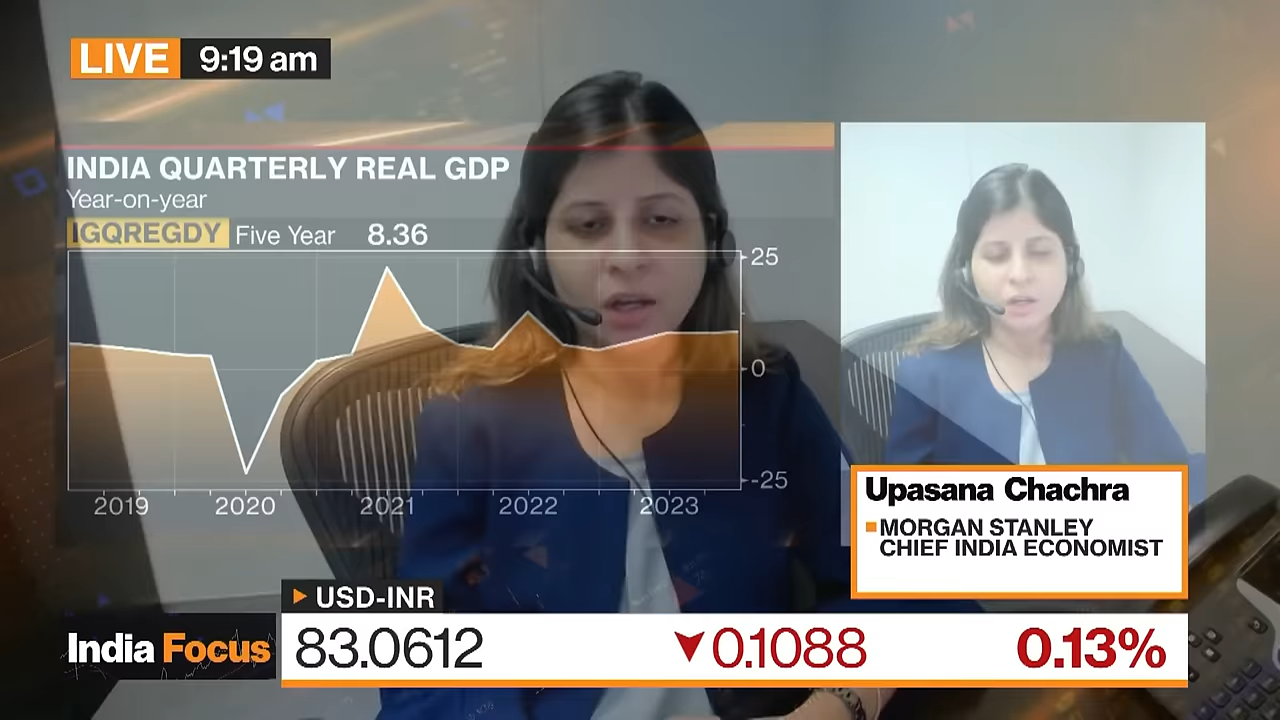 LIVE 9:19 am
INDIA QUARTERLY REAL GDP
Year-on-year
IGQREGDY Five Year 8.36
25
0
-25
2019 2020 2021 2022 2023
Upasana Chachra
MORGAN STANLEY
CHIEF INDIA ECONOMIST
USD-INR
India Focus
83.0612 ▼0.1088 0.13%